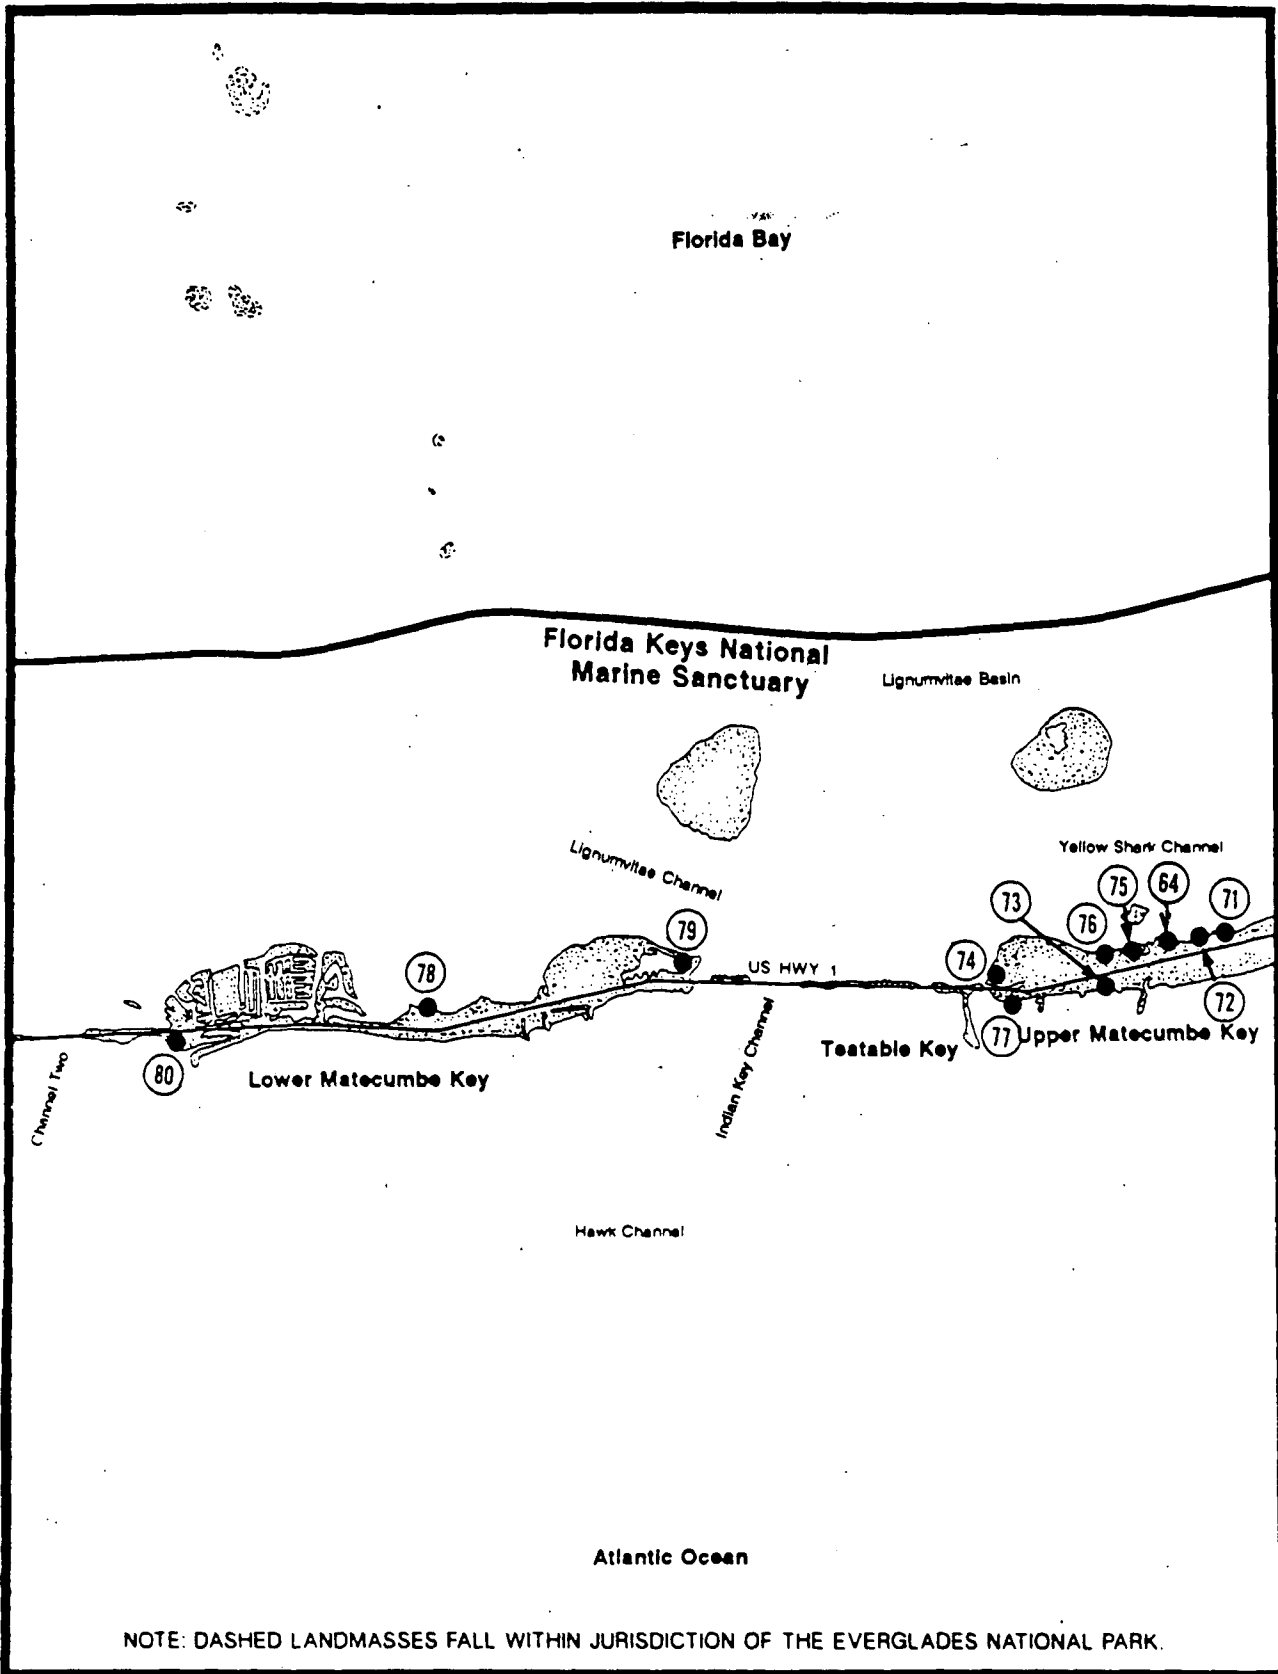 Florida Bay
Florida Keys National
Marine Sanctuary
Lignumvitae Basin
Lignumvitae Channel
Yellow Shark Channel
75
64
73
71
76
79
74
78
US HWY 1
72
77
Upper Matecumbe Key
Teatable Key
80
Lower Matecumbe Key
Channel Two
Indian Key Channel
Hawk Channel
Atlantic Ocean
NOTE: DASHED LANDMASSES FALL WITHIN JURISDICTION OF THE EVERGLADES NATIONAL PARK.